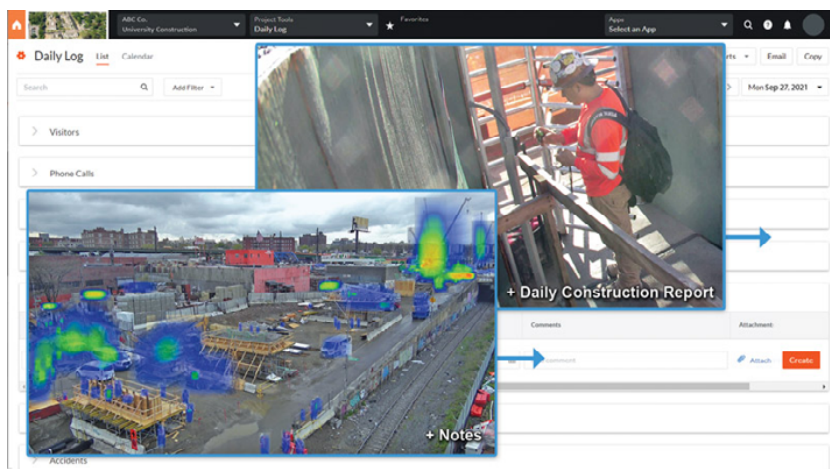 ABC Co.
University Construction
Project Tools
Daily Log
Favorites
Apps
Select an App
Daily Log
List
Calendar
Email
Copy
Search
Add Filter
Mon Sep 27, 2021
Visitors
Phone Calls
+ Daily Construction Report
Comments
Attachment:
comment
Attach
Create
+ Notes
Accidents